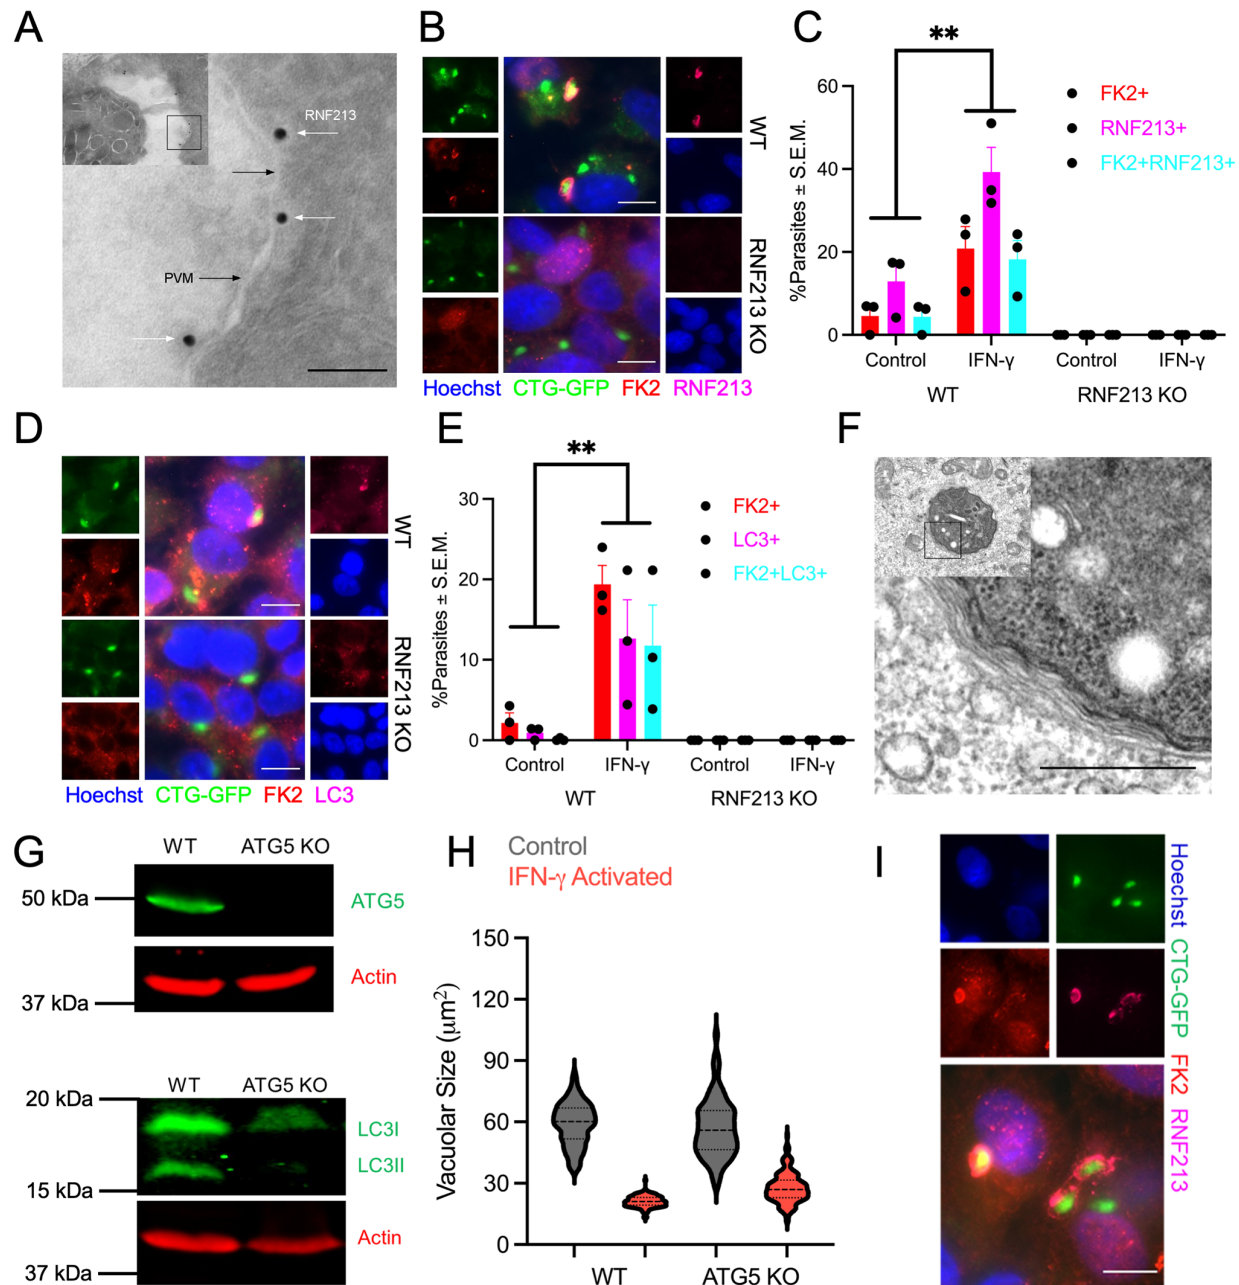 A
RNF213
PVM
B
WT
RNF213 KO
Hoechst CTG-GFP FK2 RNF213
C
**
%Parasites ± S.E.M.
60
40
20
0
FK2+
RNF213+
FK2+RNF213+
Control IFN-γ Control IFN-γ
WT RNF213 KO
D
WT
RNF213 KO
Hoechst CTG-GFP FK2 LC3
E
**
%Parasites ± S.E.M.
30
20
10
0
FK2+
LC3+
FK2+LC3+
Control IFN-γ Control IFN-γ
WT RNF213 KO
F
G
WT ATG5 KO
50 kDa
ATG5
Actin
37 kDa
WT ATG5 KO
20 kDa
LC3I
LC3II
15 kDa
Actin
37 kDa
H
Control
IFN-γ Activated
Vacuolar Size (μm²)
150
120
90
60
30
0
WT ATG5 KO
I
Hoechst CTG-GFP FK2 RNF213